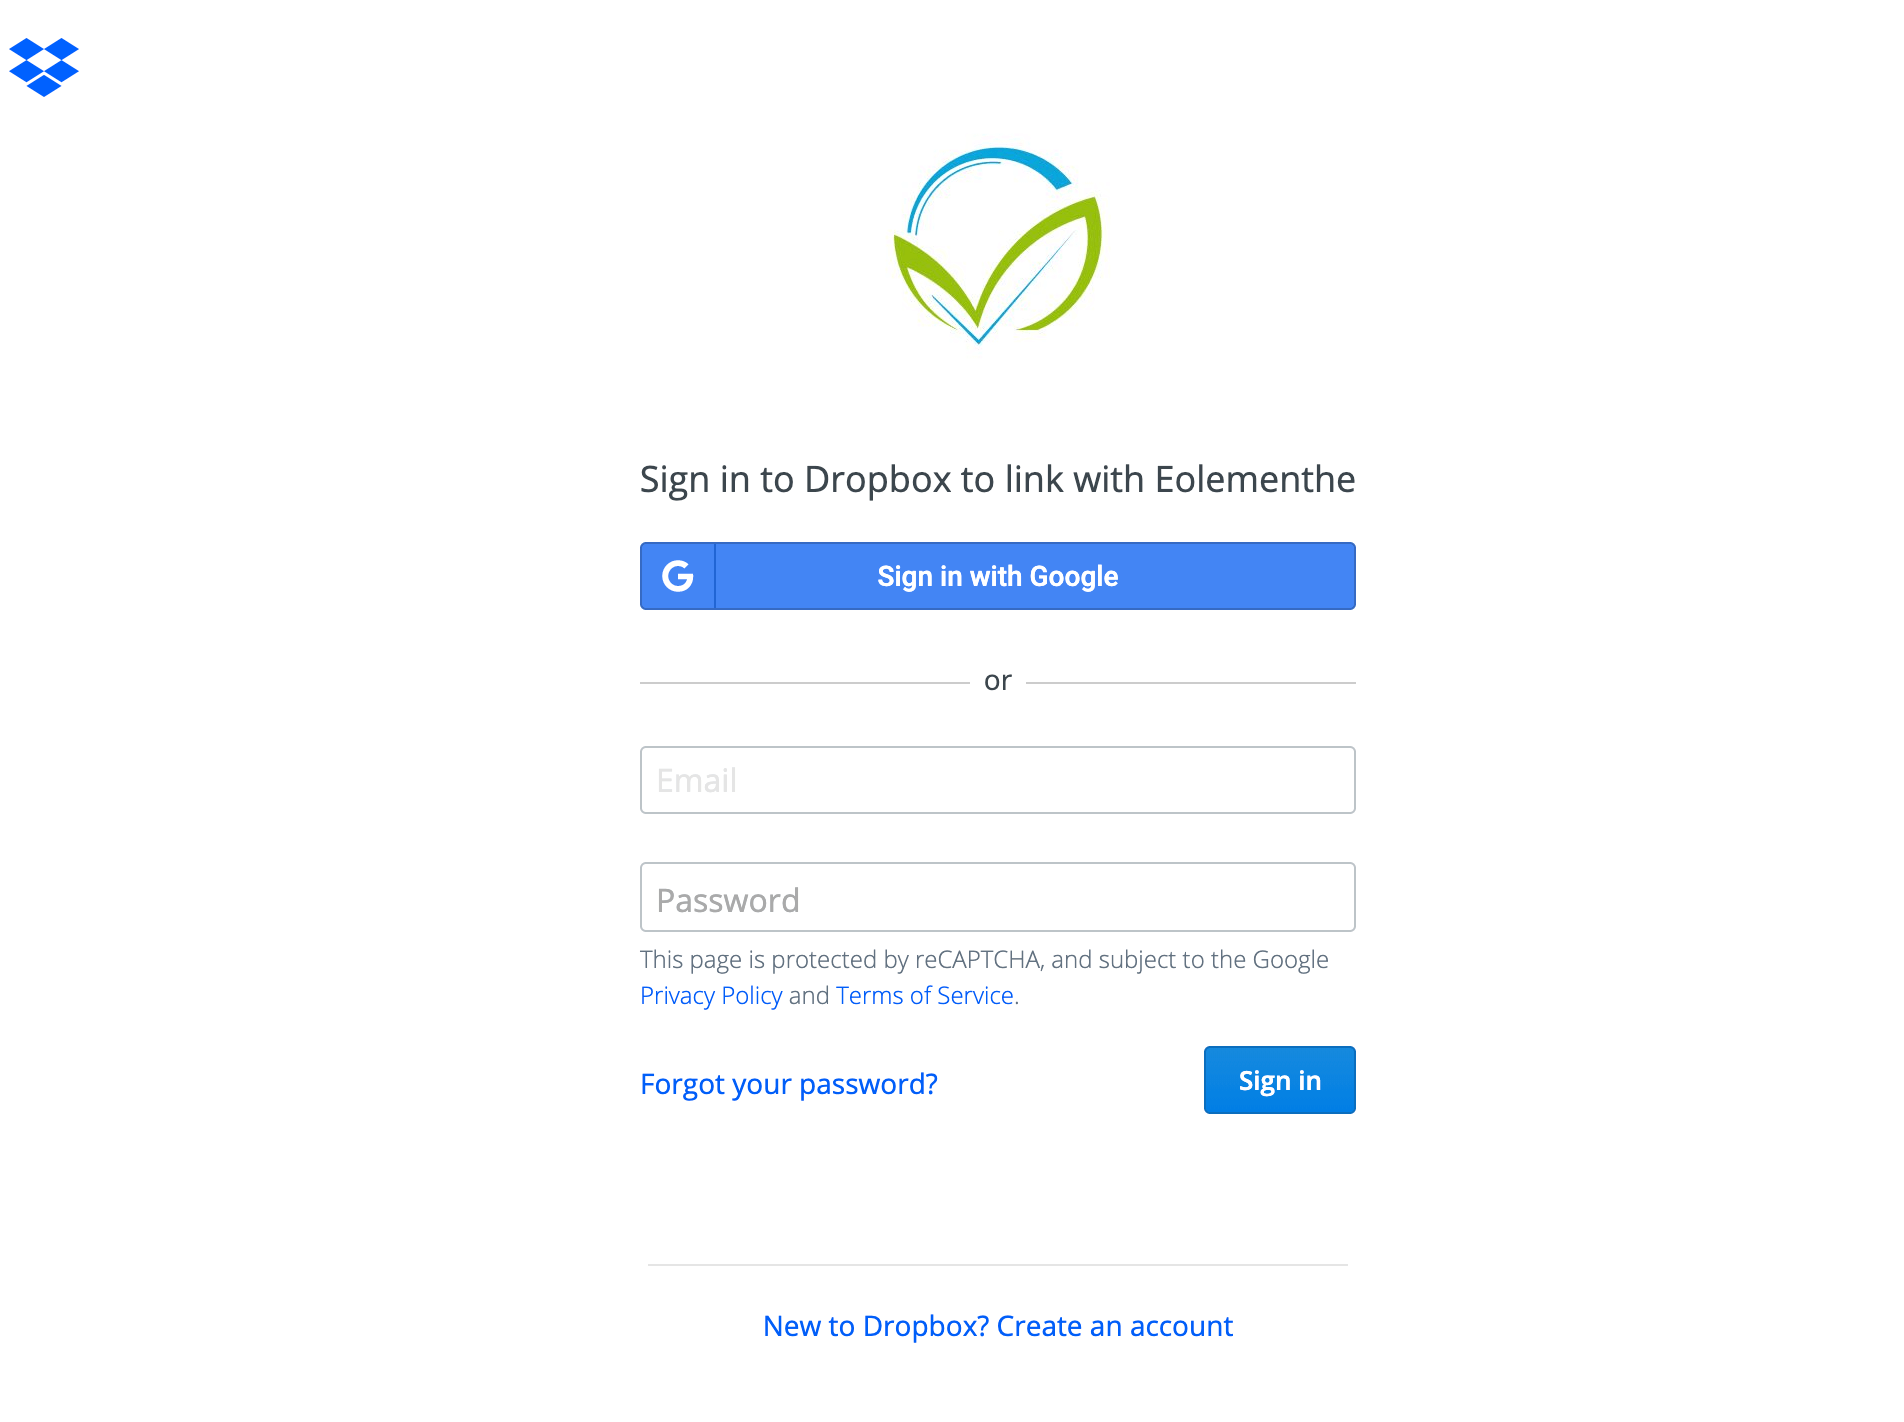 Sign in to Dropbox to link with Eolementhe
Sign in with Google
or
Email
Password
This page is protected by reCAPTCHA, and subject to the Google
Privacy Policy and Terms of Service.
Forgot your password?
Sign in
New to Dropbox? Create an account